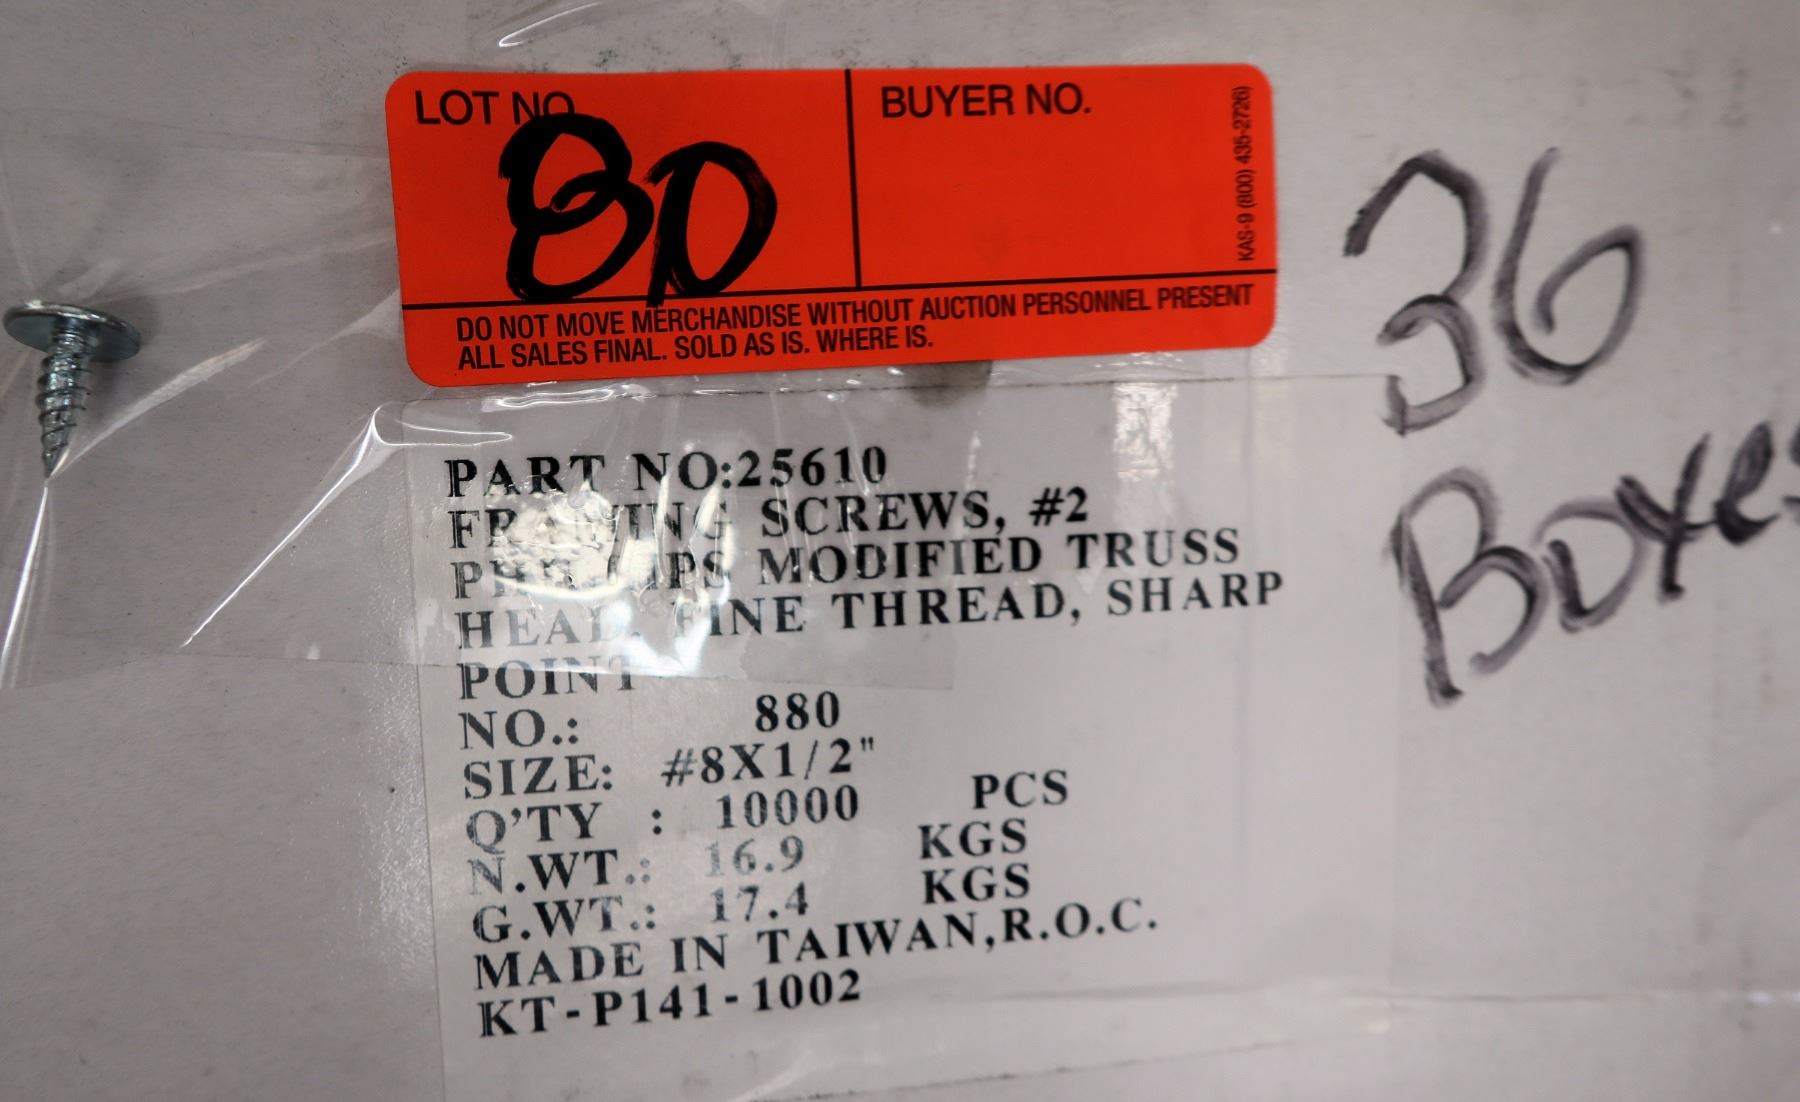 LOT NO. BUYER NO.
80
KAS-9 (800) 435-2726)
DO NOT MOVE MERCHANDISE WITHOUT AUCTION PERSONNEL PRESENT
ALL SALES FINAL. SOLD AS IS. WHERE IS.
36
Boxes
PART NO:25610
FRAMING SCREWS, #2
PHILLIPS MODIFIED TRUSS
HEAD, FINE THREAD, SHARP
POINT
NO.: 880
SIZE: #8X1/2"
Q'TY : 10000 PCS
N.WT.: 16.9 KGS
G.WT.: 17.4 KGS
MADE IN TAIWAN,R.O.C.
KT-P141-1002